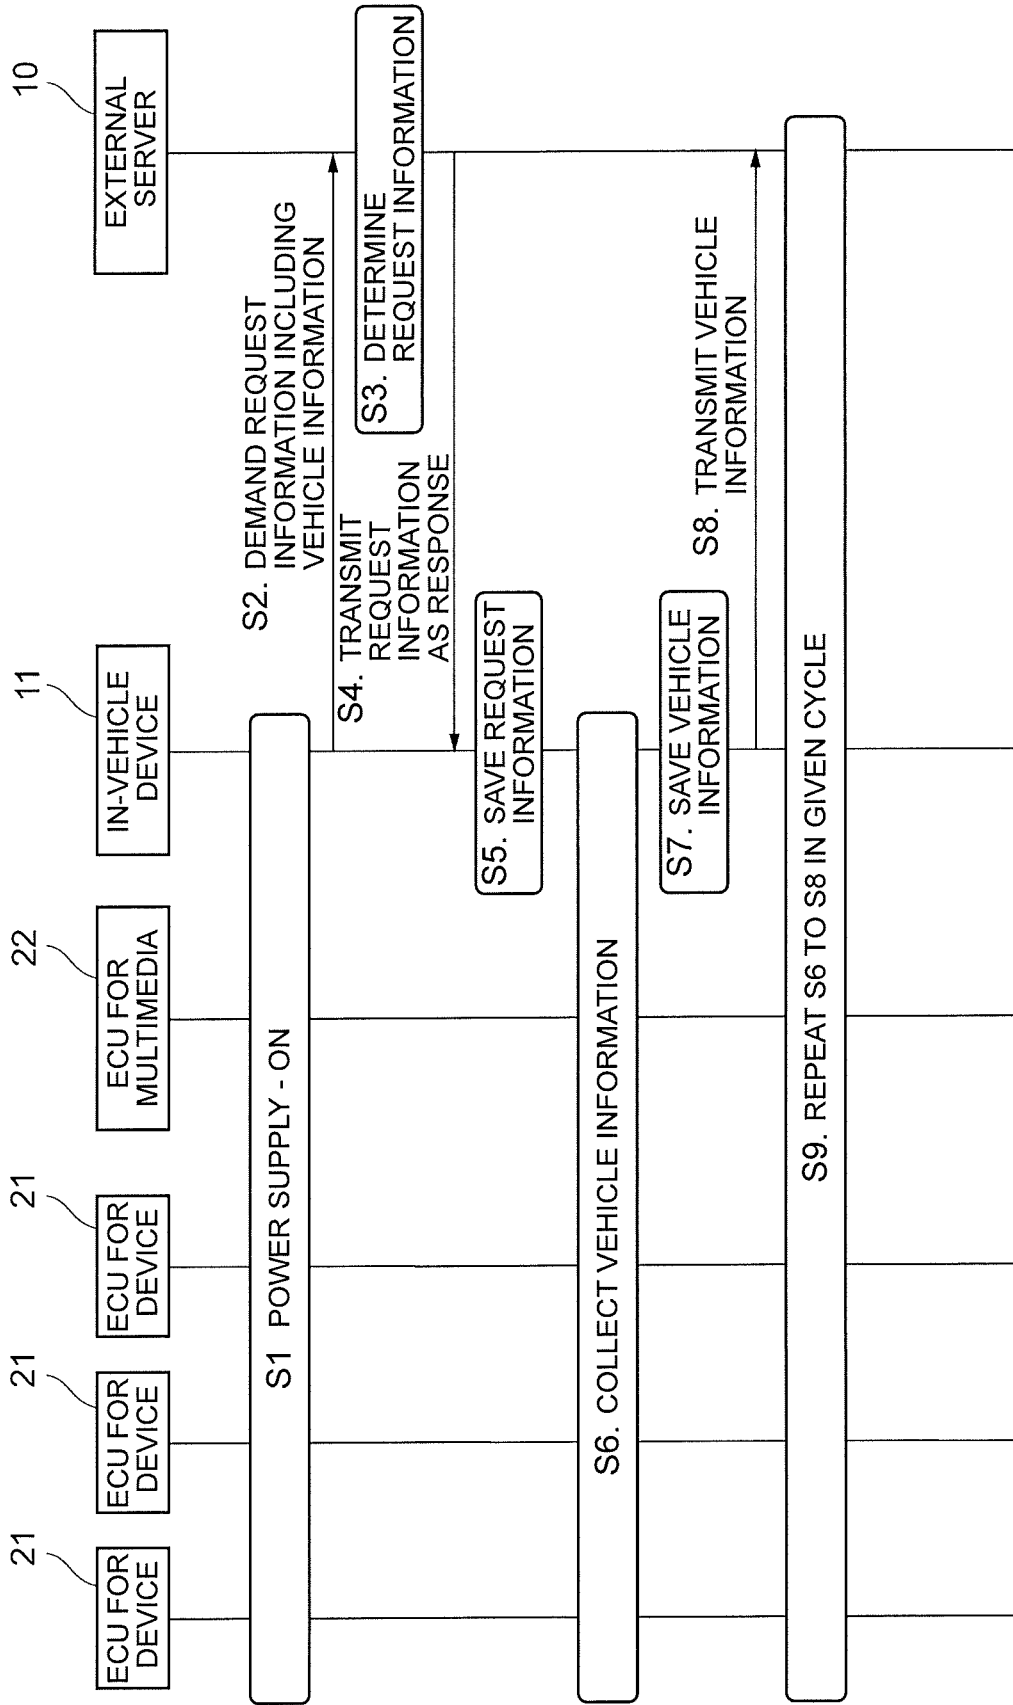 21
21
21
22
11
10
ECU FOR
DEVICE
ECU FOR
DEVICE
ECU FOR
DEVICE
ECU FOR
MULTIMEDIA
IN-VEHICLE
DEVICE
EXTERNAL
SERVER
S1 POWER SUPPLY - ON
S2. DEMAND REQUEST
INFORMATION INCLUDING
VEHICLE INFORMATION
S3. DETERMINE
REQUEST INFORMATION
S4. TRANSMIT
REQUEST
INFORMATION
AS RESPONSE
S5. SAVE REQUEST
INFORMATION
S6. COLLECT VEHICLE INFORMATION
S7. SAVE VEHICLE
INFORMATION
S8. TRANSMIT VEHICLE
INFORMATION
S9. REPEAT S6 TO S8 IN GIVEN CYCLE